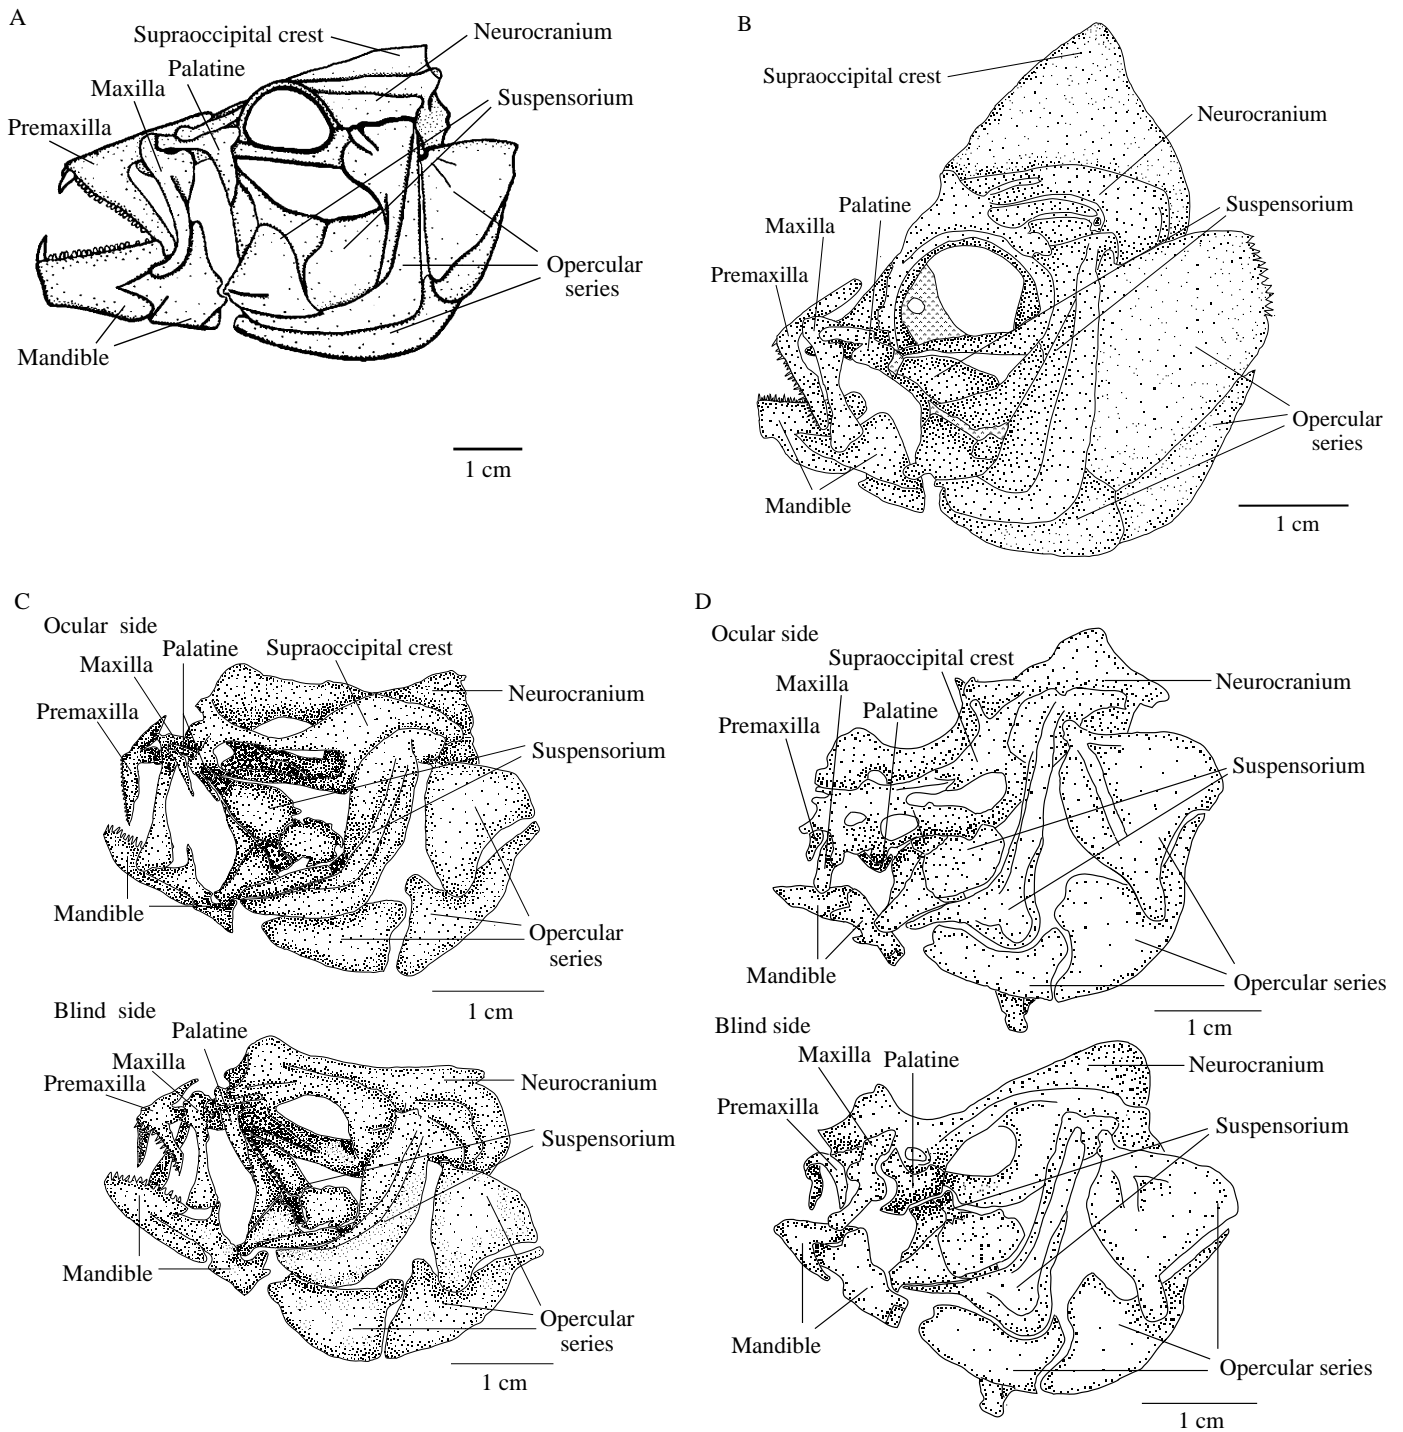 A
Supraoccipital crest
Neurocranium
Palatine
Maxilla
Suspensorium
Premaxilla
Opercular
series
Mandible
1 cm
B
Supraoccipital crest
Neurocranium
Palatine
Suspensorium
Maxilla
Premaxilla
Opercular
series
Mandible
1 cm
C
Ocular side
Palatine
Supraoccipital crest
Maxilla
Neurocranium
Premaxilla
Suspensorium
Mandible
Opercular
series
1 cm
Blind side
Palatine
Maxilla
Premaxilla
Neurocranium
Suspensorium
Mandible
Opercular
series
1 cm
D
Ocular side
Supraoccipital crest
Maxilla
Neurocranium
Palatine
Premaxilla
Suspensorium
Mandible
Opercular series
1 cm
Blind side
Maxilla
Palatine
Neurocranium
Premaxilla
Suspensorium
Mandible
Opercular series
1 cm